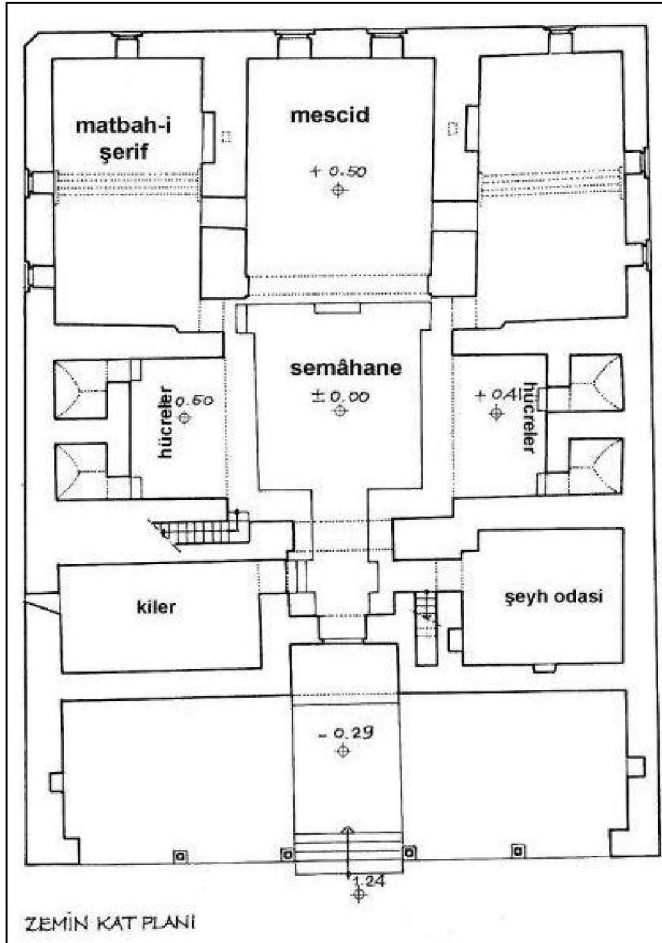 matbah-i
şerif
mescid
+ 0.50
semâhane
± 0.00
hücreler
0.50
+ 0.41
hücreler
kiler
şeyh odasi
- 0.29
1.24
ZEMİN KAT PLANI